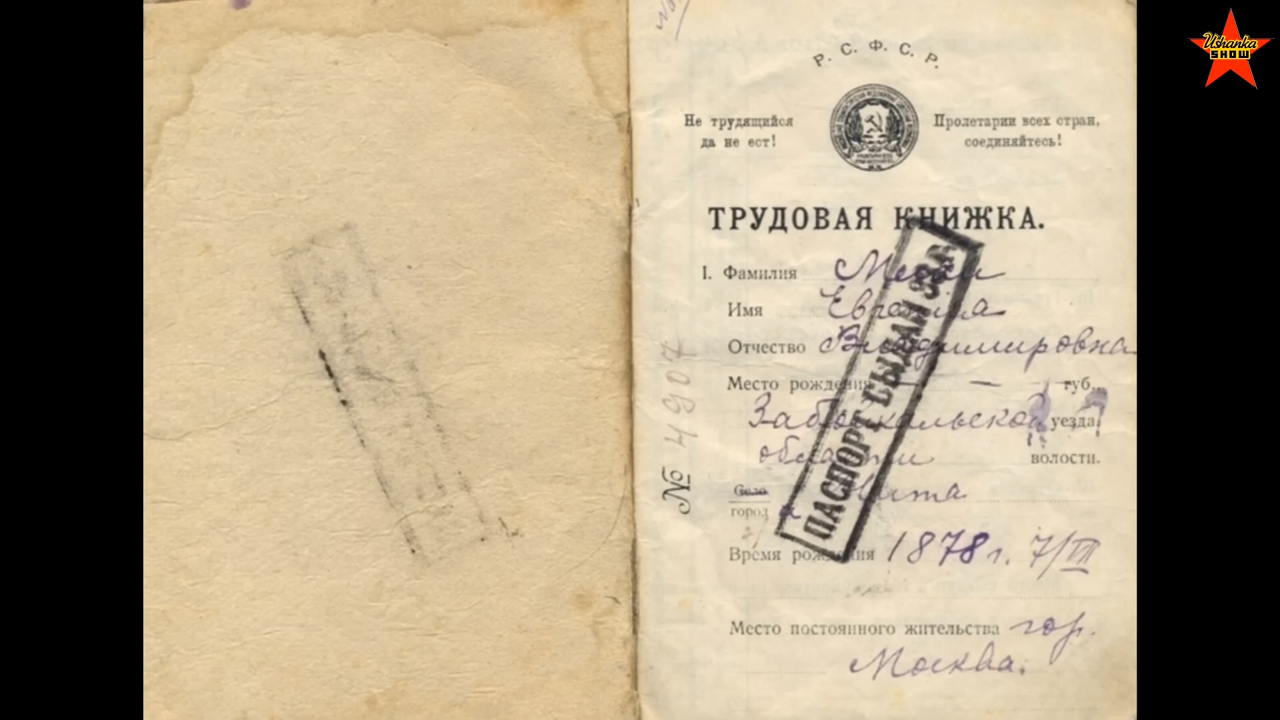 Ushanka
SHOW
Р. С. Ф. С. Р.
Не трудящийся
да не ест!
Пролетарии всех стран,
соединяйтесь!
ТРУДОВАЯ КНИЖКА.
I. Фамилия
Имя Евгения
Отчество Владимировна
Место рождения — губ.
Забайкальской уезда,
области волости.
Село
город Чита
Время рождения 1878 г. 7/VII
Место постоянного жительства гор.
Москва.
№ 4907
ПАСПОРТ ВЫДАН ЗА